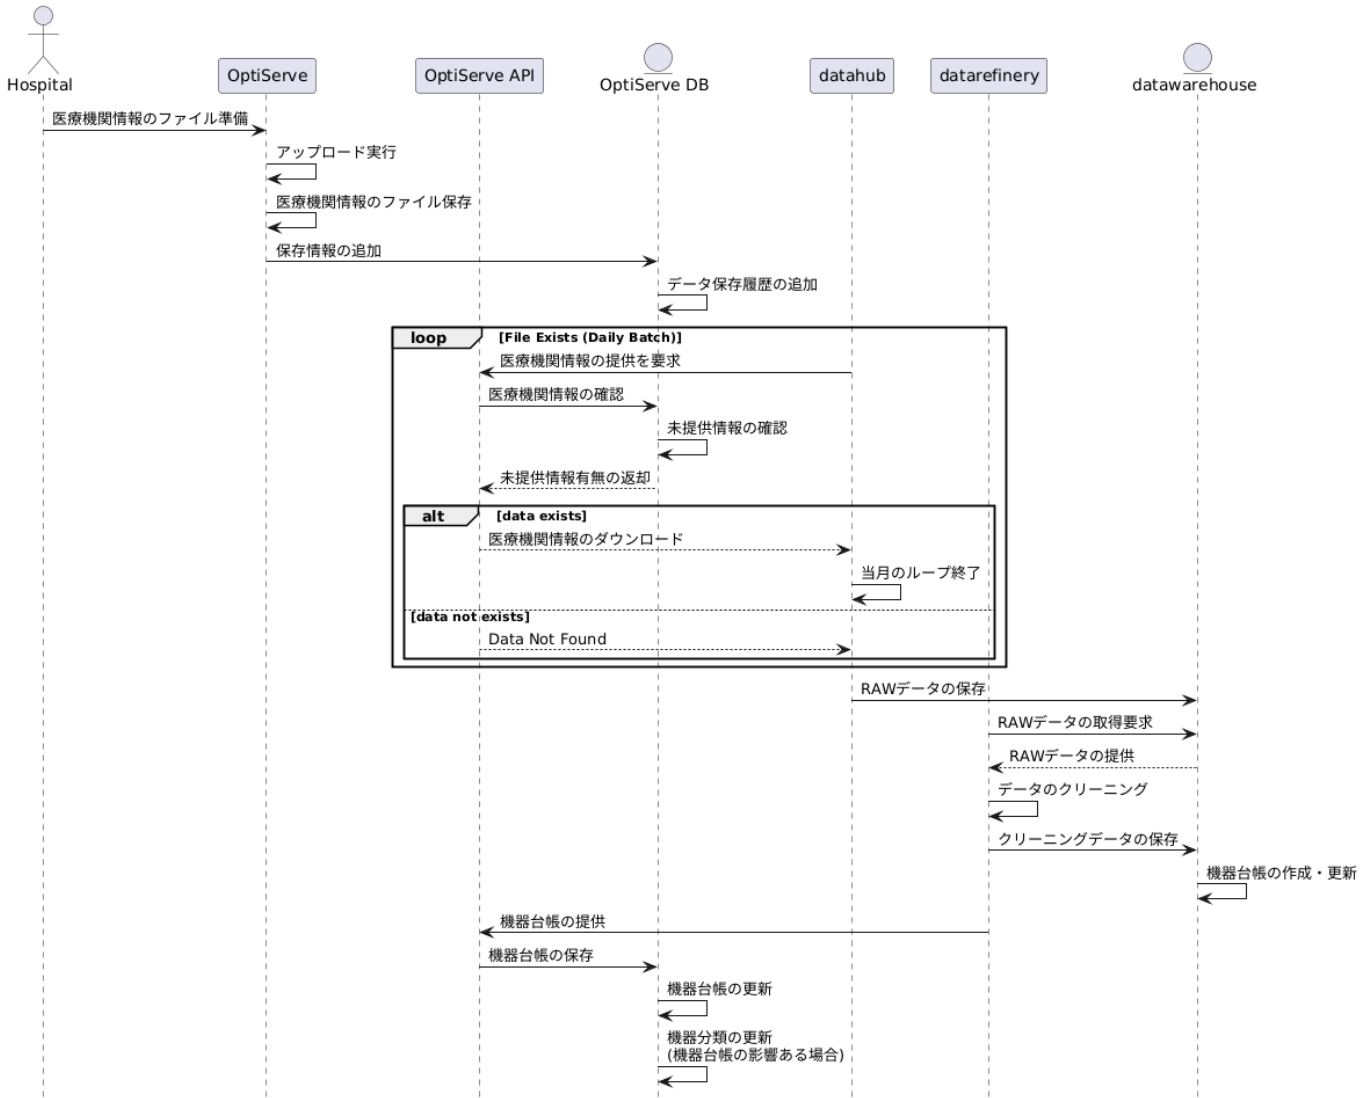 Hospital
OptiServe
OptiServe API
OptiServe DB
datahub
datarefinery
datawarehouse
医療機関情報のファイル準備
アップロード実行
医療機関情報のファイル保存
保存情報の追加
データ保存履歴の追加
loop
[File Exists (Daily Batch)]
医療機関情報の提供を要求
医療機関情報の確認
未提供情報の確認
未提供情報有無の返却
alt
[data exists]
医療機関情報のダウンロード
当月のループ終了
[data not exists]
Data Not Found
RAWデータの保存
RAWデータの取得要求
RAWデータの提供
データのクリーニング
クリーニングデータの保存
機器台帳の作成・更新
機器台帳の提供
機器台帳の保存
機器台帳の更新
機器分類の更新
(機器台帳の影響ある場合)